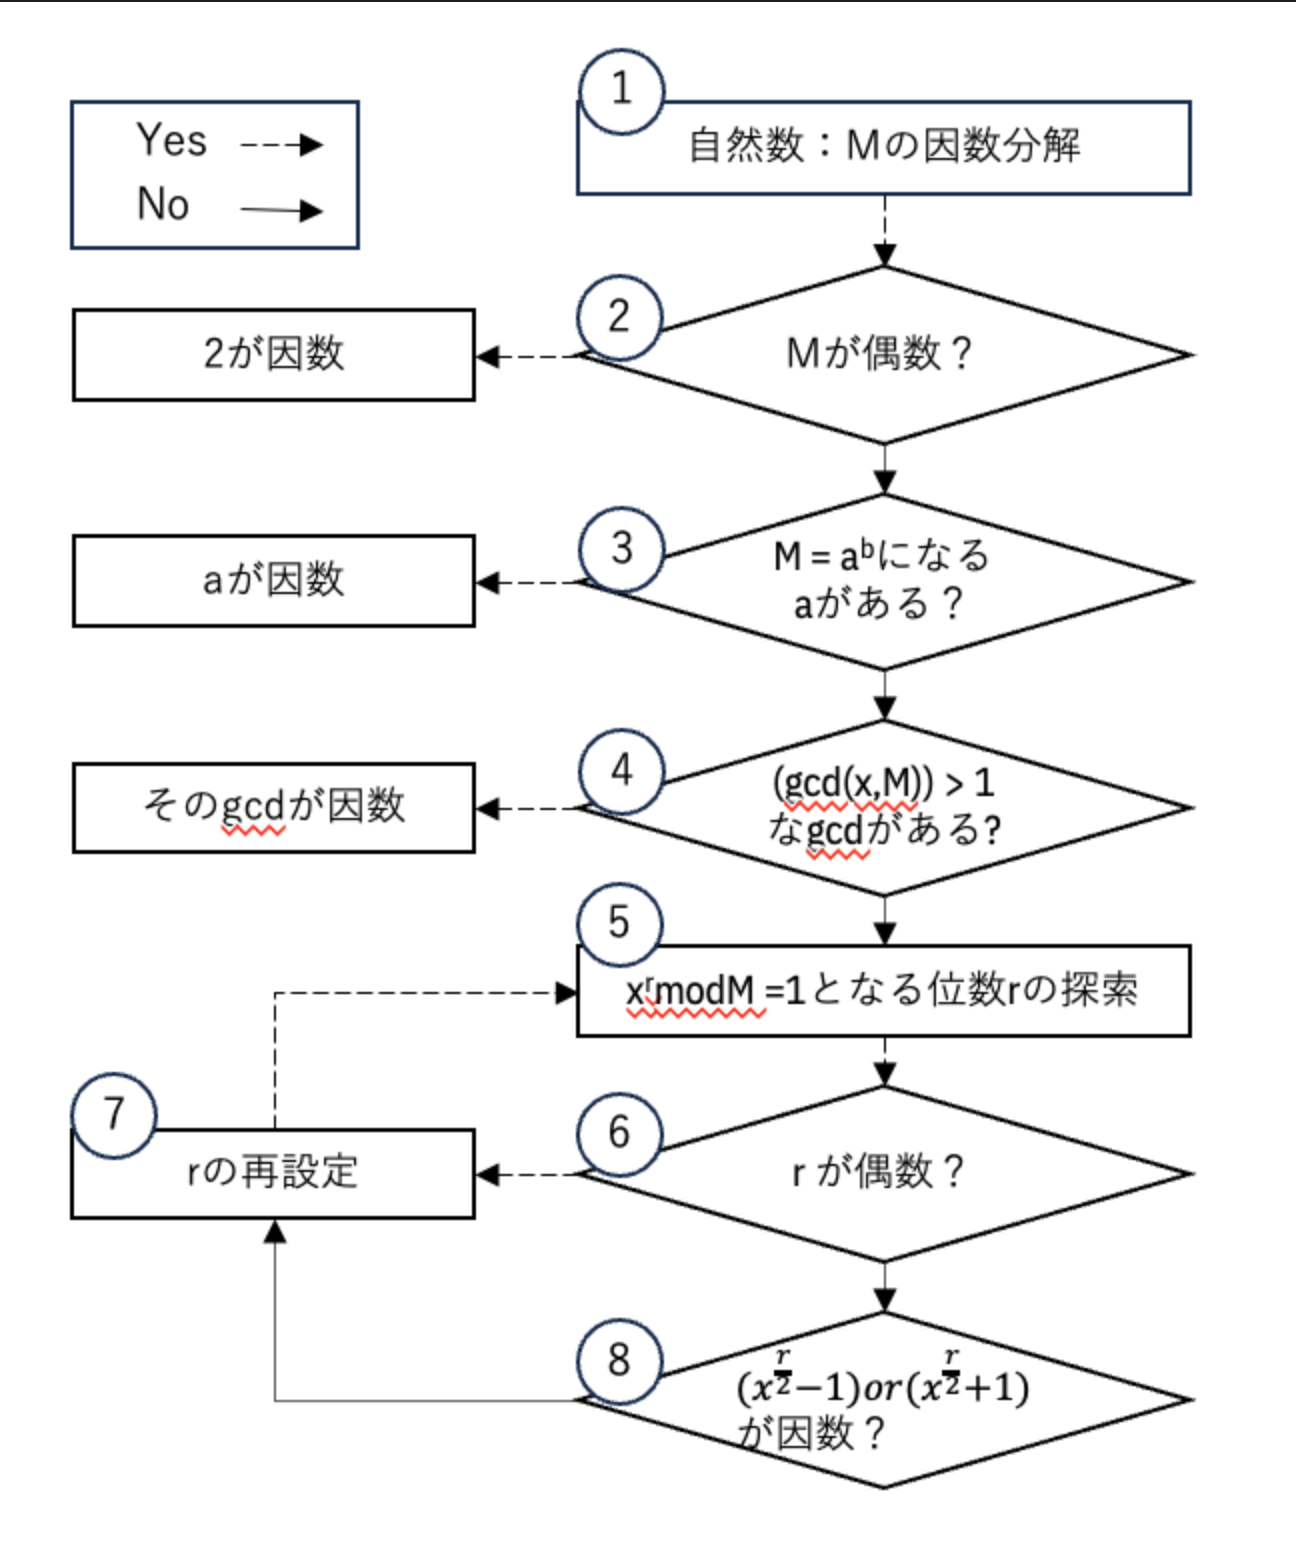 Yes
No
1
自然数：Mの因数分解
2
Mが偶数？
2が因数
3
M = aᵇになる
aがある？
aが因数
4
(gcd(x,M)) > 1
なgcdがある?
そのgcdが因数
5
xʳmodM =1となる位数rの探索
6
r が偶数？
7
rの再設定
8
(x^{r/2}−1)or(x^{r/2}+1)
が因数？